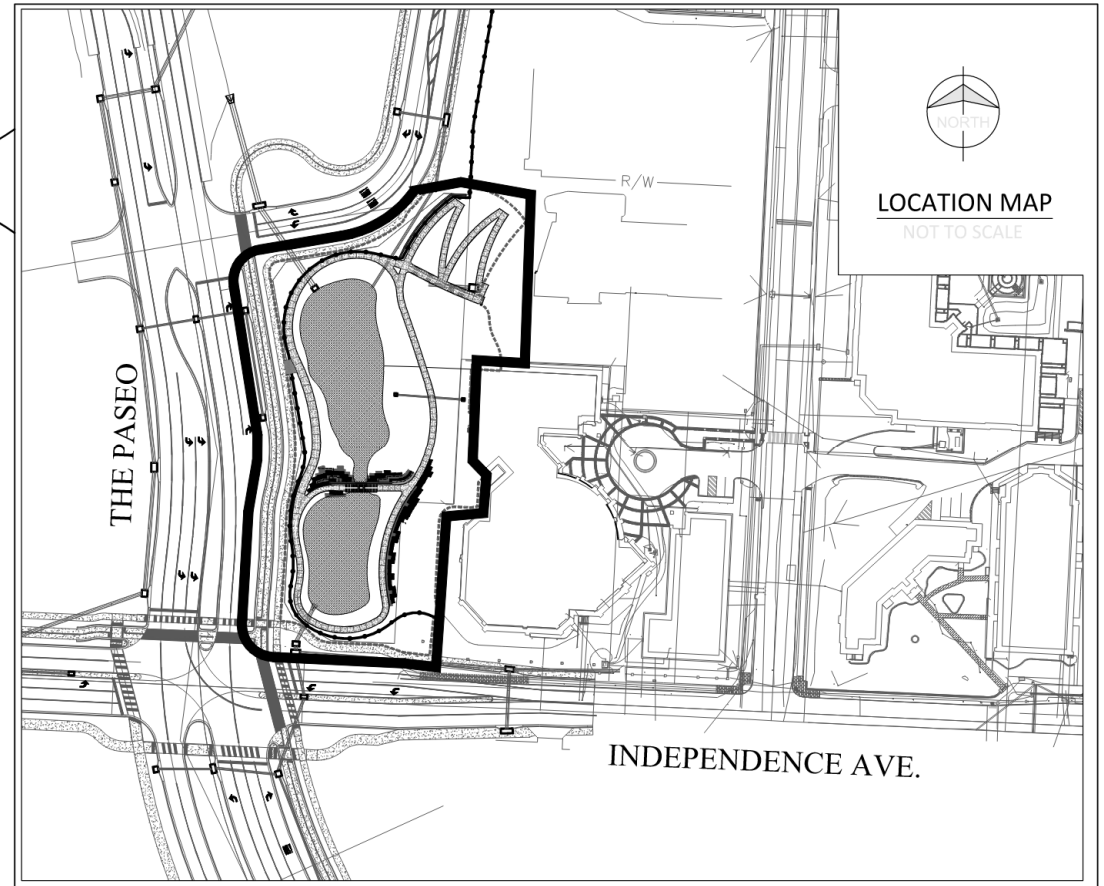 NORTH
LOCATION MAP
NOT TO SCALE
R/W
THE PASEO
INDEPENDENCE AVE.